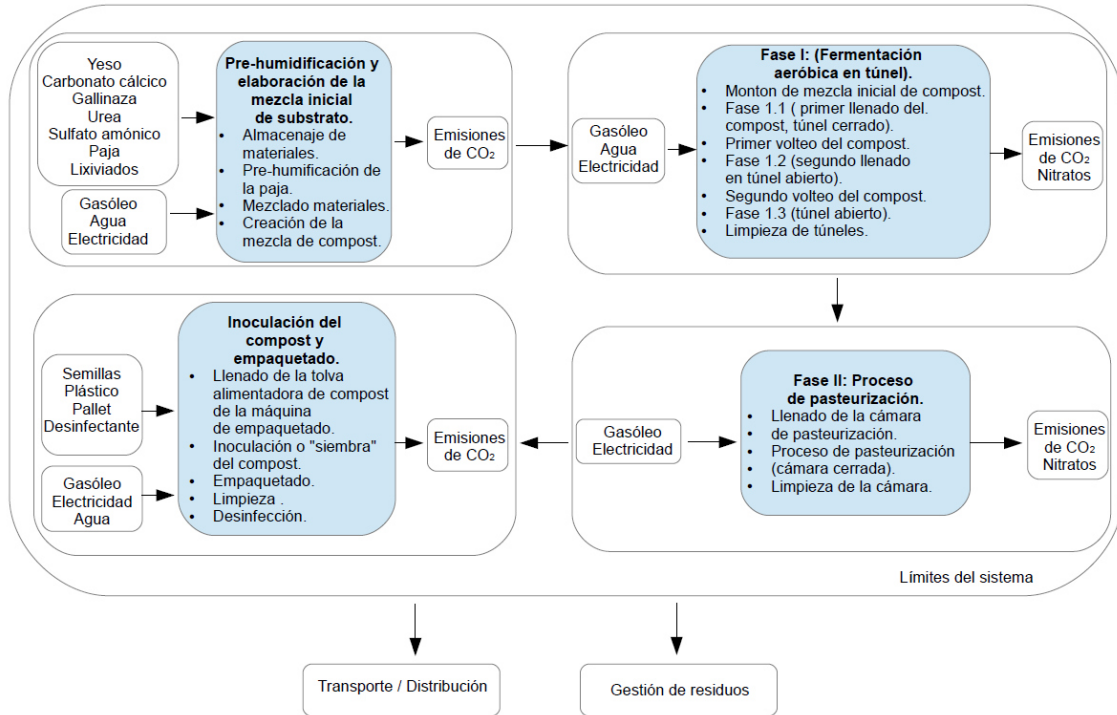 Yeso
Carbonato cálcico
Gallinaza
Urea
Sulfato amónico
Paja
Lixiviados
Gasóleo
Agua
Electricidad
Pre-humidificación y
elaboración de la
mezcla inicial
de substrato.
• Almacenaje de
materiales.
• Pre-humificación de
la paja.
• Mezclado materiales.
• Creación de la
mezcla de compost.
Emisiones
de CO₂
Gasóleo
Agua
Electricidad
Fase I: (Fermentación
aeróbica en túnel).
• Monton de mezcla inicial de compost.
• Fase 1.1 ( primer llenado del.
compost, túnel cerrado).
• Primer volteo del compost.
• Fase 1.2 (segundo llenado
en túnel abierto).
• Segundo volteo del compost.
• Fase 1.3 (túnel abierto).
• Limpieza de túneles.
Emisiones
de CO₂
Nitratos
Semillas
Plástico
Pallet
Desinfectante
Gasóleo
Electricidad
Agua
Inoculación del
compost y
empaquetado.
• Llenado de la tolva
alimentadora de compost
de la máquina
de empaquetado.
• Inoculación o "siembra"
del compost.
• Empaquetado.
• Limpieza .
• Desinfección.
Emisiones
de CO₂
Gasóleo
Electricidad
Fase II: Proceso
de pasteurización.
• Llenado de la cámara
• de pasteurización.
• Proceso de pasteurización
• (cámara cerrada).
• Limpieza de la cámara.
Emisiones
de CO₂
Nitratos
Límites del sistema
Transporte / Distribución
Gestión de residuos